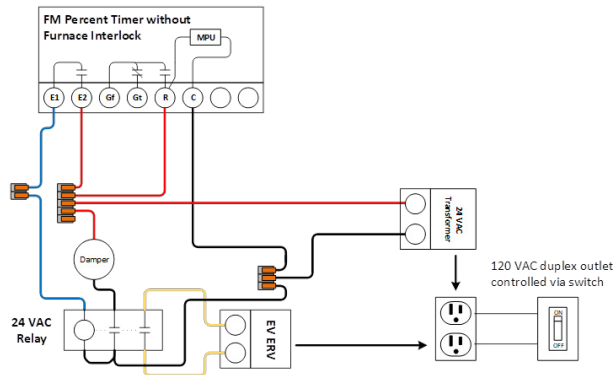 FM Percent Timer without
Furnace Interlock
MPU
E1 E2 Gf Gt R C
24 VAC
Transformer
120 VAC duplex outlet
controlled via switch
Damper
24 VAC
Relay
EV ERV
ON
OFF